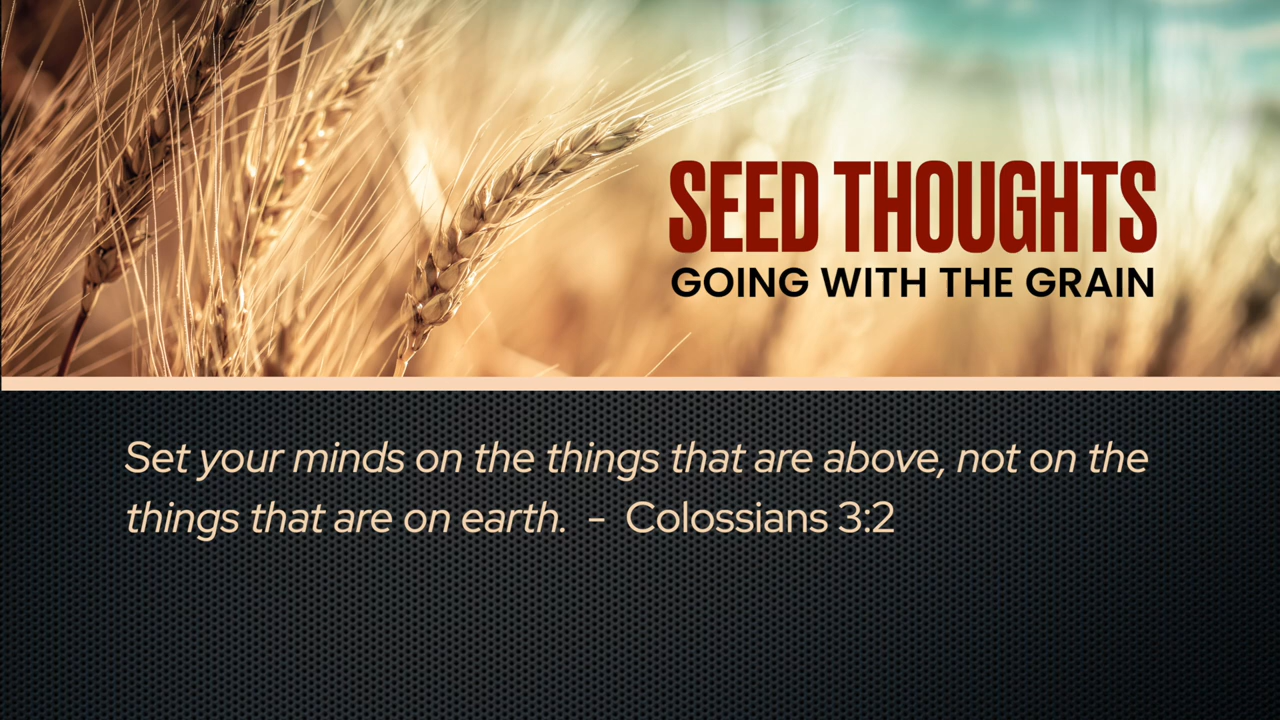 SEED THOUGHTS
GOING WITH THE GRAIN
Set your minds on the things that are above, not on the
things that are on earth. - Colossians 3:2